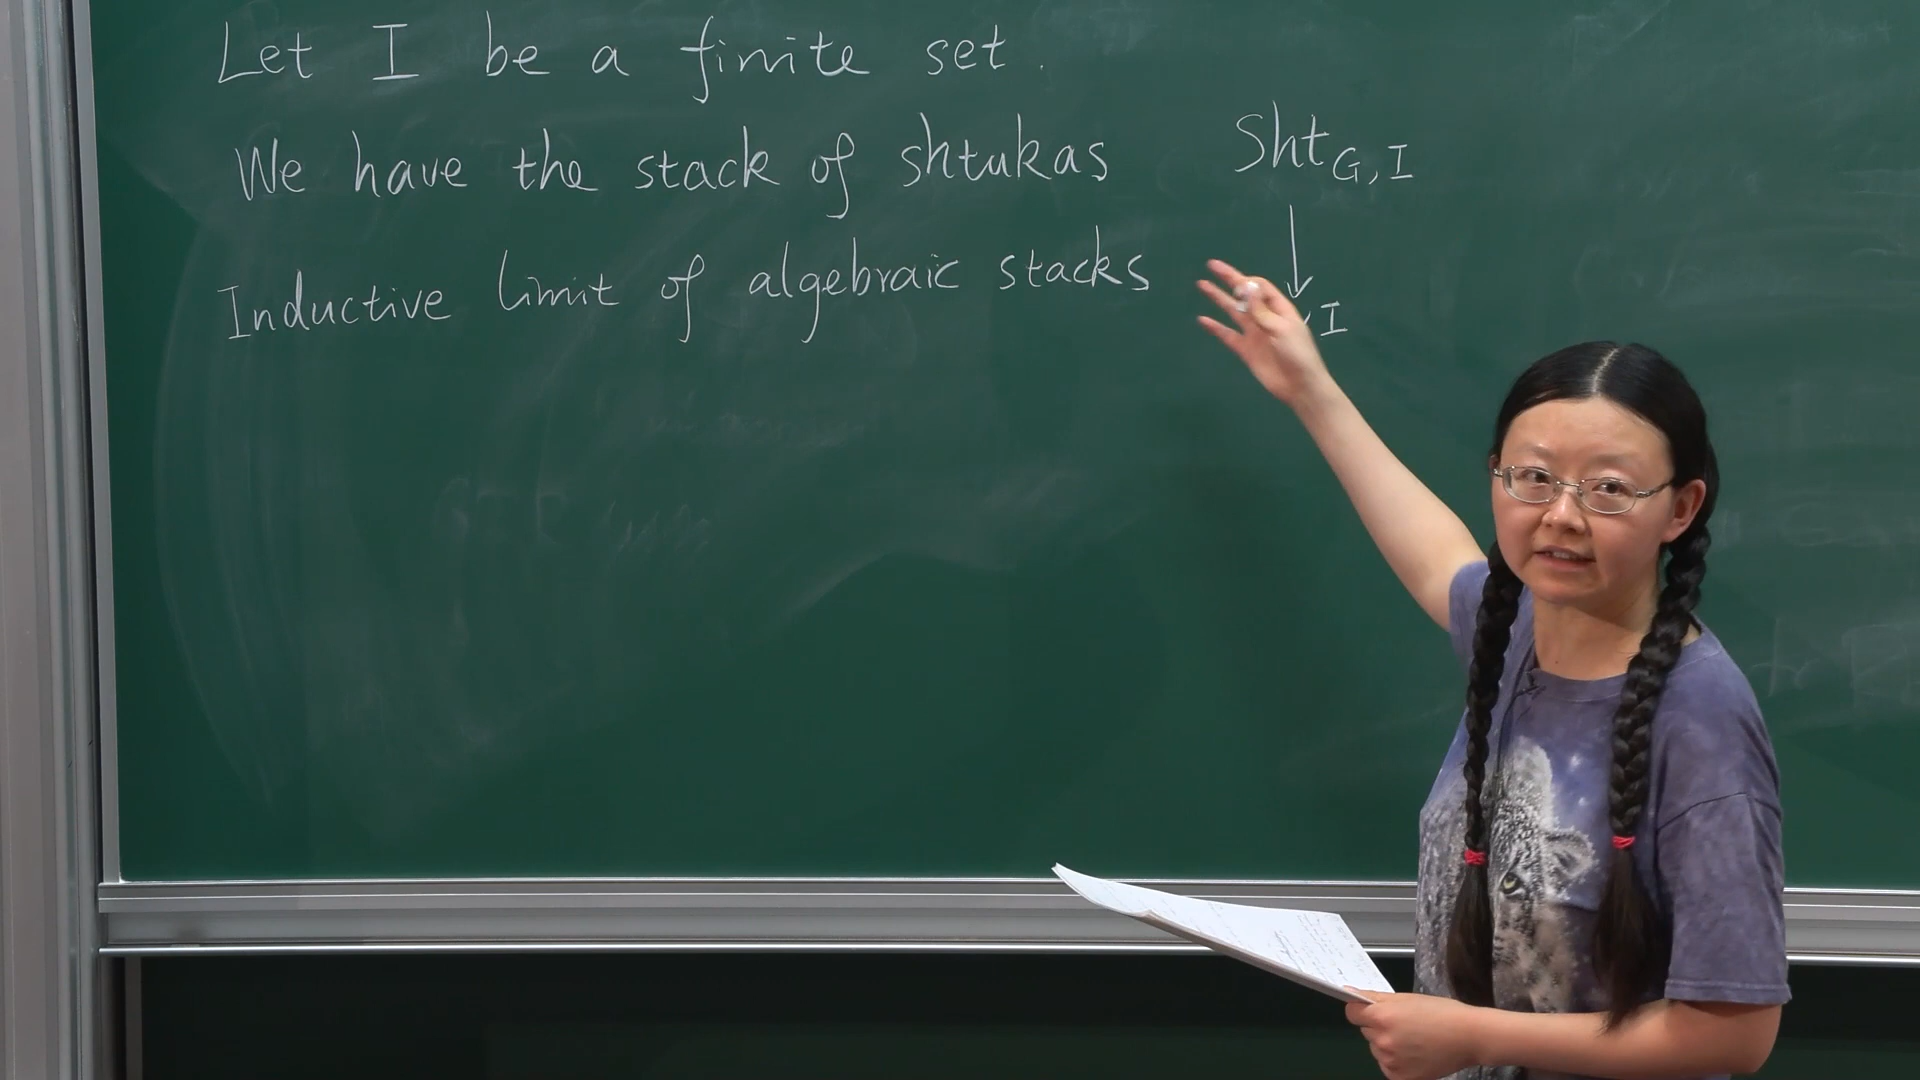 Let I be a finite set.
We have the stack of shtukas Sht_{G,I}
↓
Inductive limit of algebraic stacks
I